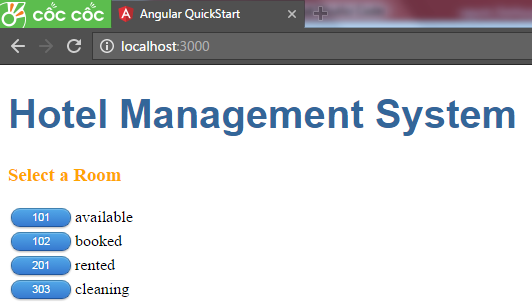 cốc cốc
Angular QuickStart
localhost:3000
Hotel Management System
Select a Room
101 available
102 booked
201 rented
303 cleaning